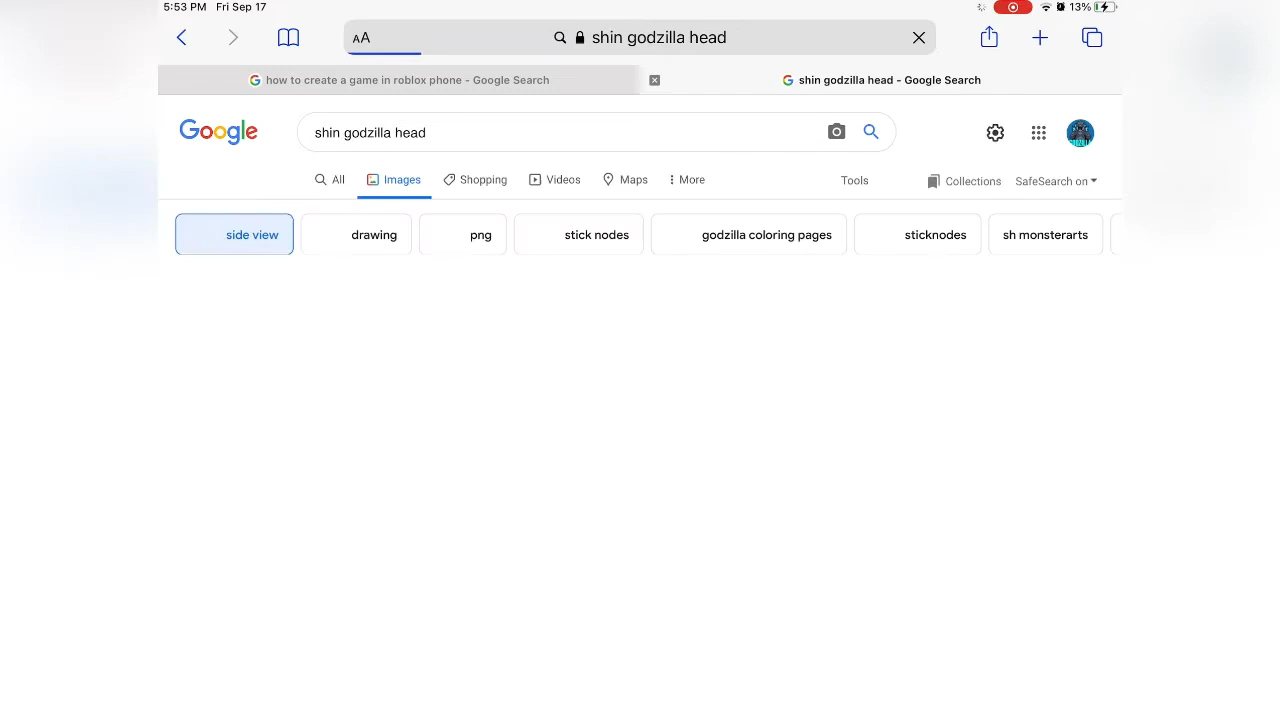 5:53 PM Fri Sep 17 13%
AA shin godzilla head
how to create a game in roblox phone - Google Search shin godzilla head - Google Search
Google shin godzilla head
All Images Shopping Videos Maps More Tools Collections SafeSearch on
side view drawing png stick nodes godzilla coloring pages sticknodes sh monsterarts